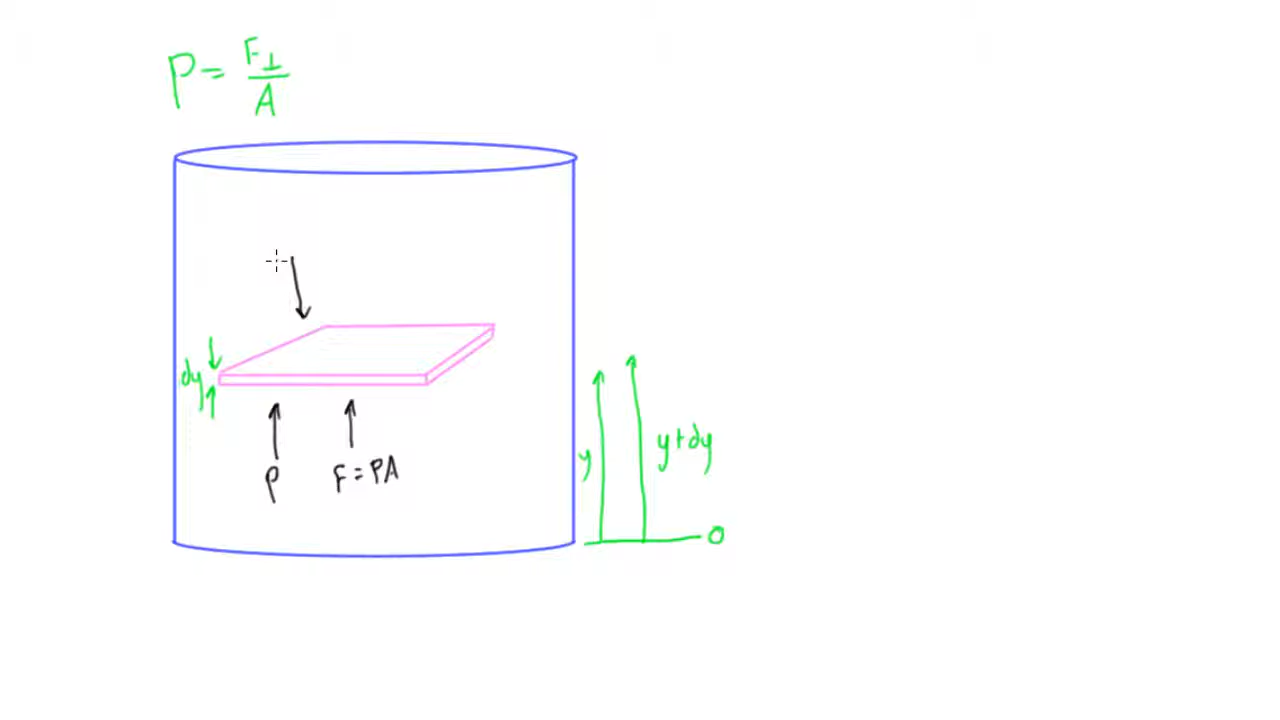 P = F⊥/A
dy
P
F = PA
y
y+dy
0